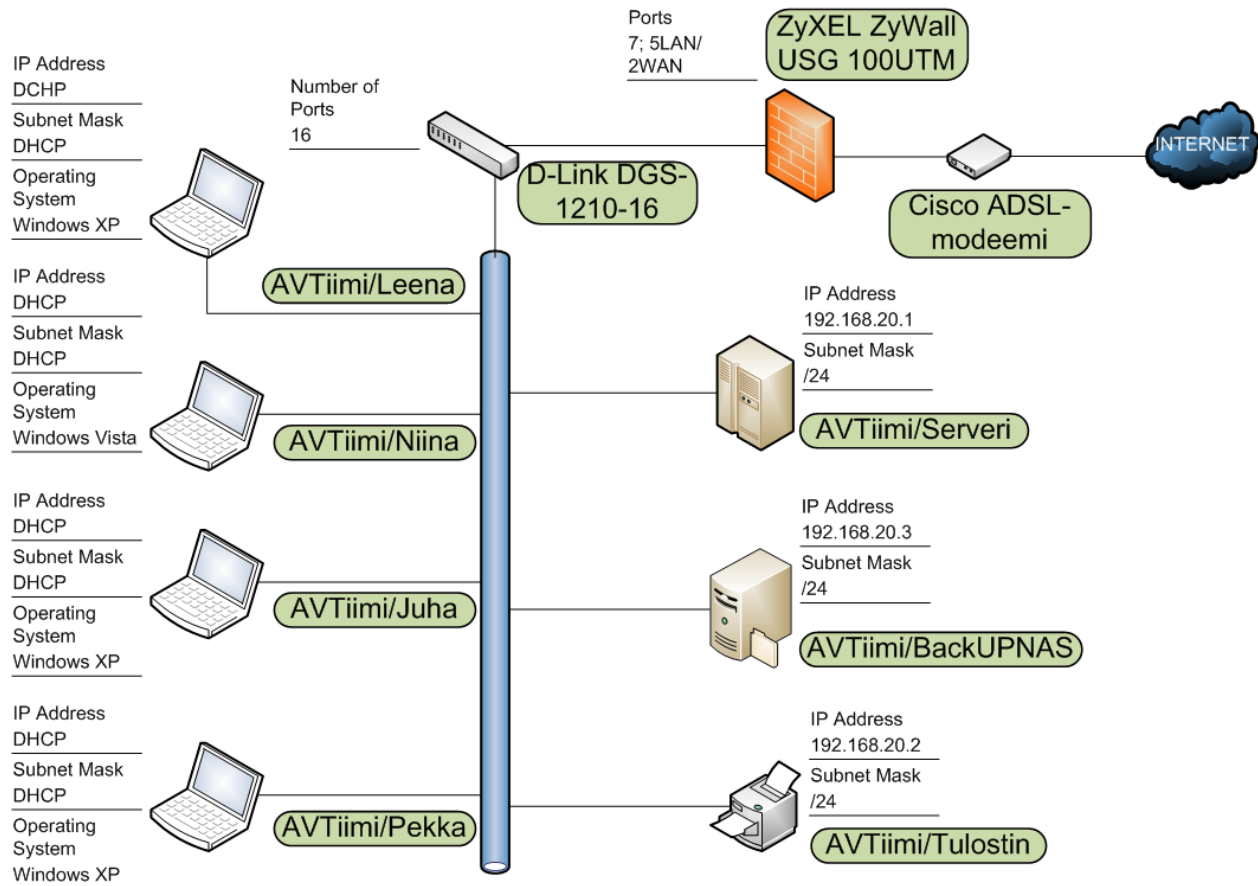 Ports
7; 5LAN/
2WAN
ZyXEL ZyWall
USG 100UTM
Number of
Ports
16
D-Link DGS-
1210-16
Cisco ADSL-
modeemi
INTERNET
IP Address
DCHP
Subnet Mask
DHCP
Operating
System
Windows XP
AVTiimi/Leena
IP Address
DHCP
Subnet Mask
DHCP
Operating
System
Windows Vista
AVTiimi/Niina
IP Address
DHCP
Subnet Mask
DHCP
Operating
System
Windows XP
AVTiimi/Juha
IP Address
DHCP
Subnet Mask
DHCP
Operating
System
Windows XP
AVTiimi/Pekka
IP Address
192.168.20.1
Subnet Mask
/24
AVTiimi/Serveri
IP Address
192.168.20.3
Subnet Mask
/24
AVTiimi/BackUPNAS
IP Address
192.168.20.2
Subnet Mask
/24
AVTiimi/Tulostin